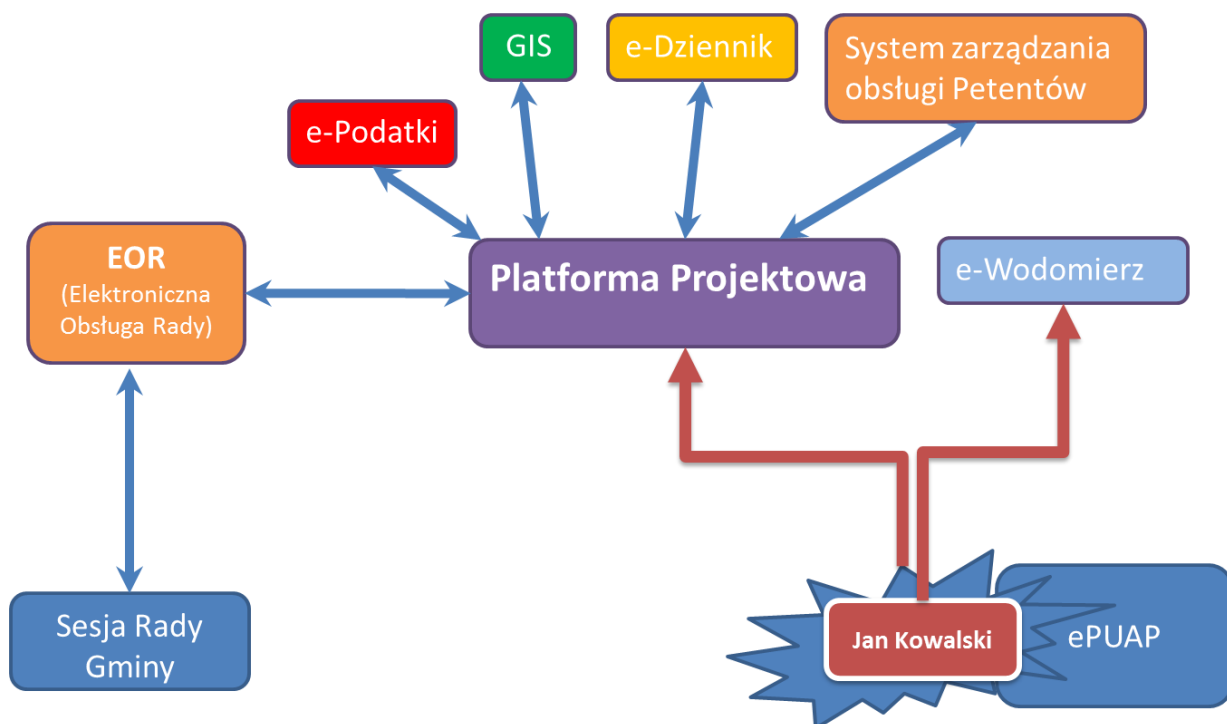 GIS
e-Dziennik
System zarządzania
obsługi Petentów
e-Podatki
EOR
(Elektroniczna
Obsługa Rady)
Platforma Projektowa
e-Wodomierz
Sesja Rady
Gminy
Jan Kowalski
ePUAP